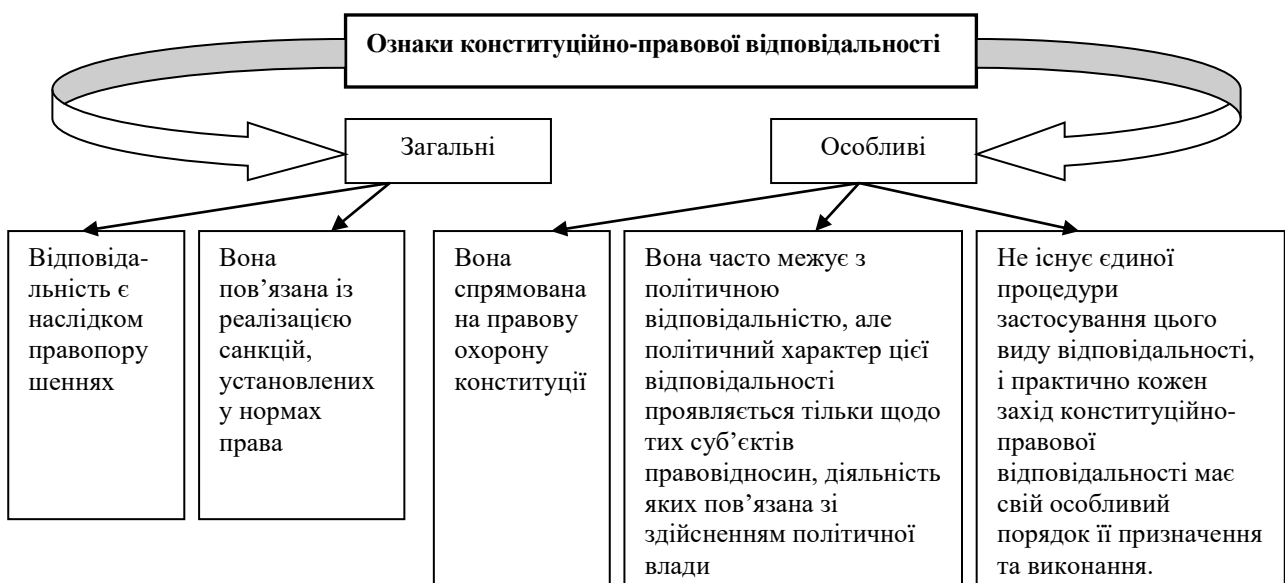 Ознаки конституційно-правової відповідальності
Загальні
Особливі
Відповіда-
льність є
наслідком
правопору
шеннях
Вона
пов’язана із
реалізацією
санкцій,
установлених
у нормах
права
Вона
спрямована
на правову
охорону
конституції
Вона часто межує з
політичною
відповідальністю, але
політичний характер цієї
відповідальності
проявляється тільки щодо
тих суб’єктів
правовідносин, діяльність
яких пов’язана зі
здійсненням політичної
влади
Не існує єдиної
процедури
застосування цього
виду відповідальності,
і практично кожен
захід конституційно-
правової
відповідальності має
свій особливий
порядок її призначення
та виконання.